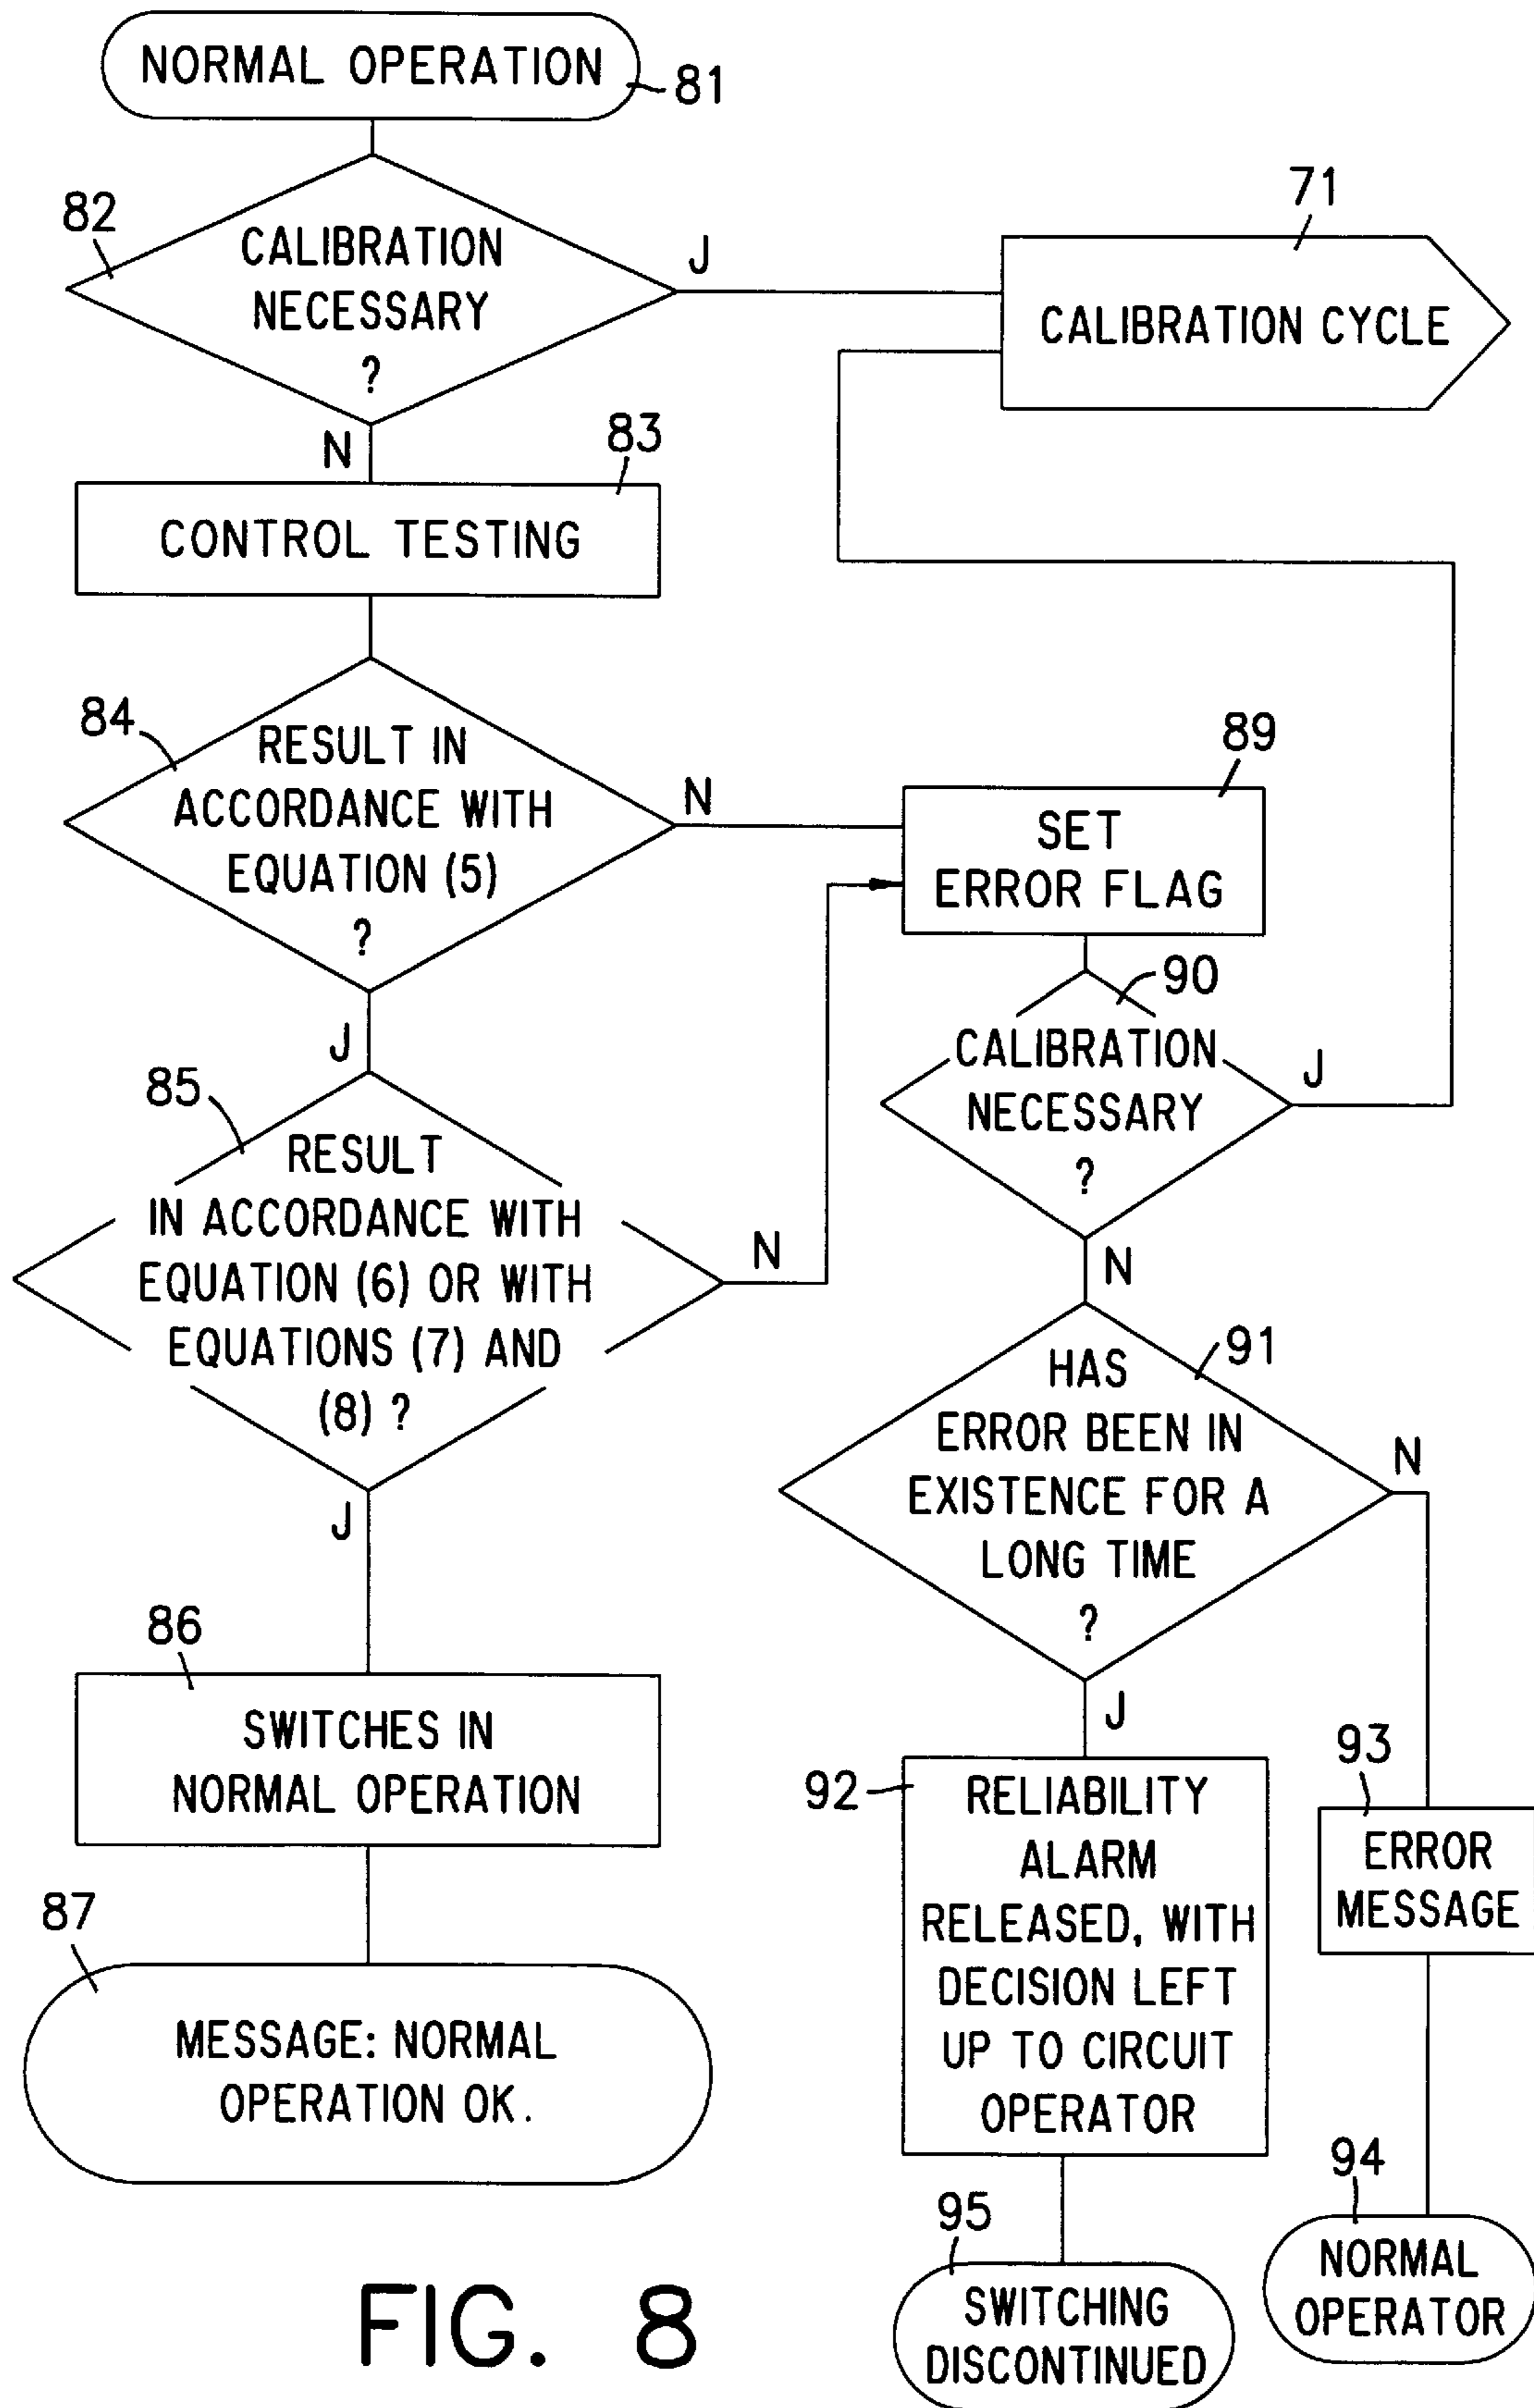 NORMAL OPERATION
81
82
CALIBRATION
NECESSARY
?
J
71
CALIBRATION CYCLE
N
83
CONTROL TESTING
84
RESULT IN
ACCORDANCE WITH
EQUATION (5)
?
N
89
SET
ERROR FLAG
J
90
CALIBRATION
NECESSARY
?
J
85
RESULT
IN ACCORDANCE WITH
EQUATION (6) OR WITH
EQUATIONS (7) AND
(8) ?
N
N
91
HAS
ERROR BEEN IN
EXISTENCE FOR A
LONG TIME
?
N
J
86
SWITCHES IN
NORMAL OPERATION
J
92
RELIABILITY
ALARM
RELEASED, WITH
DECISION LEFT
UP TO CIRCUIT
OPERATOR
93
ERROR
MESSAGE
87
MESSAGE: NORMAL
OPERATION OK.
94
NORMAL
OPERATOR
95
SWITCHING
DISCONTINUED
FIG. 8